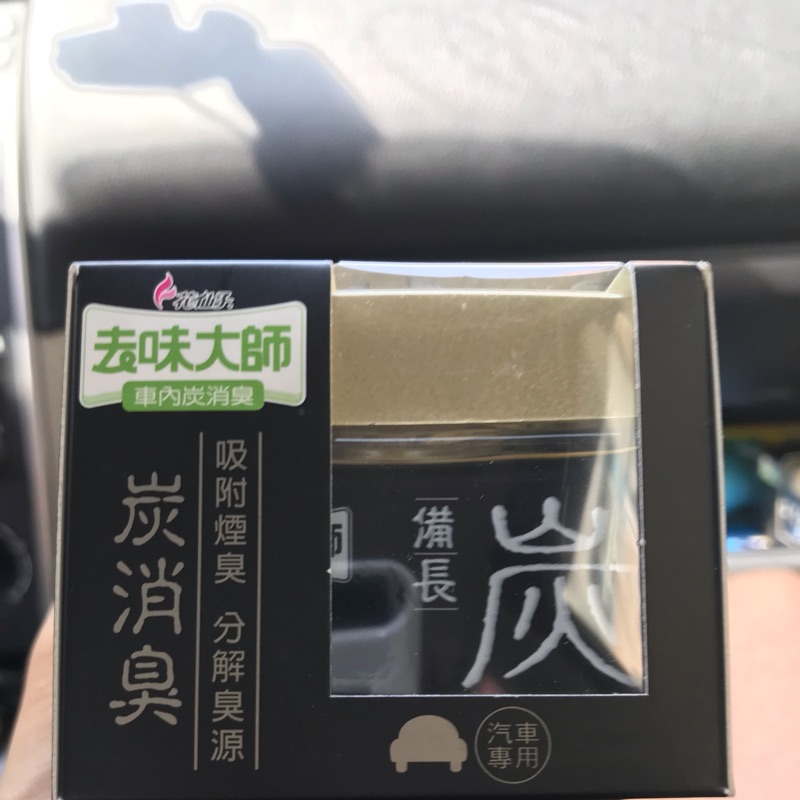 花仙子
去味大師
車內炭消臭
炭消臭
吸附煙臭 分解臭源
師
備長
炭
汽車
專用